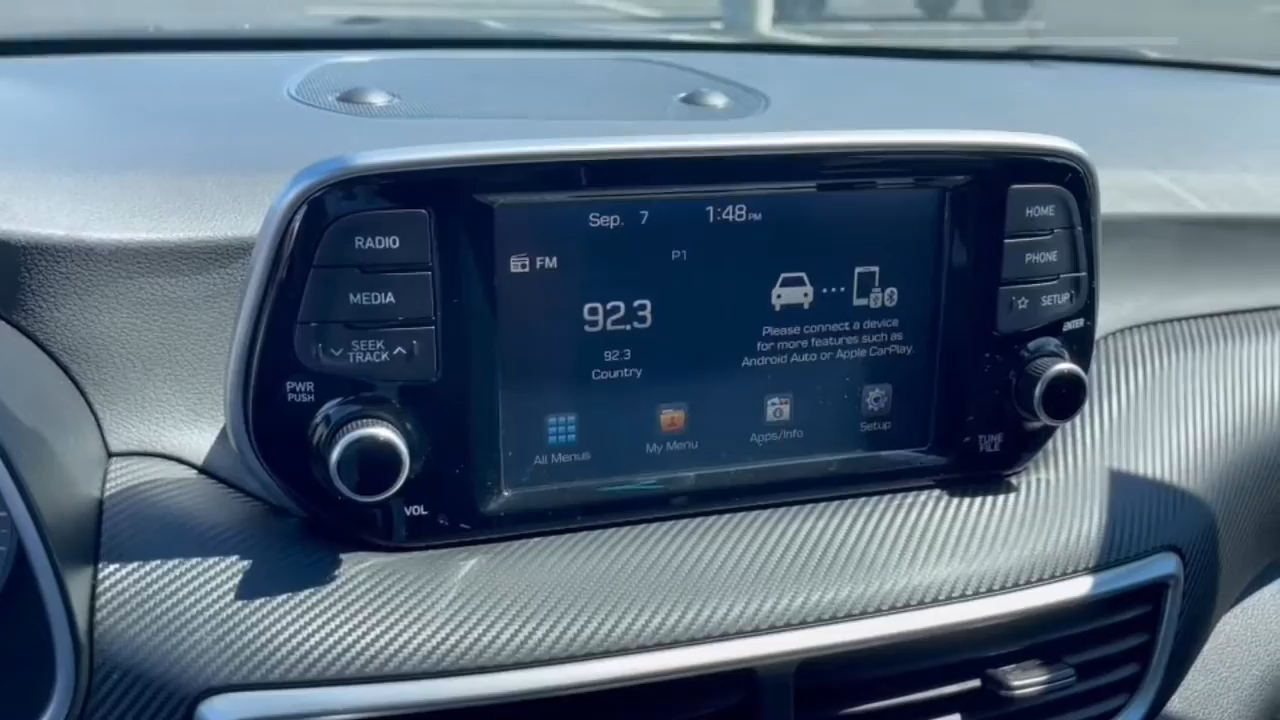 RADIO
MEDIA
SEEK
TRACK
PWR
PUSH
VOL
Sep. 7 1:48 PM
FM
P1
92.3
92.3
Country
Please connect a device
for more features such as
Android Auto or Apple CarPlay.
All Menus
My Menu
Apps/Info
Setup
HOME
PHONE
SETUP
ENTER
TUNE
FILE